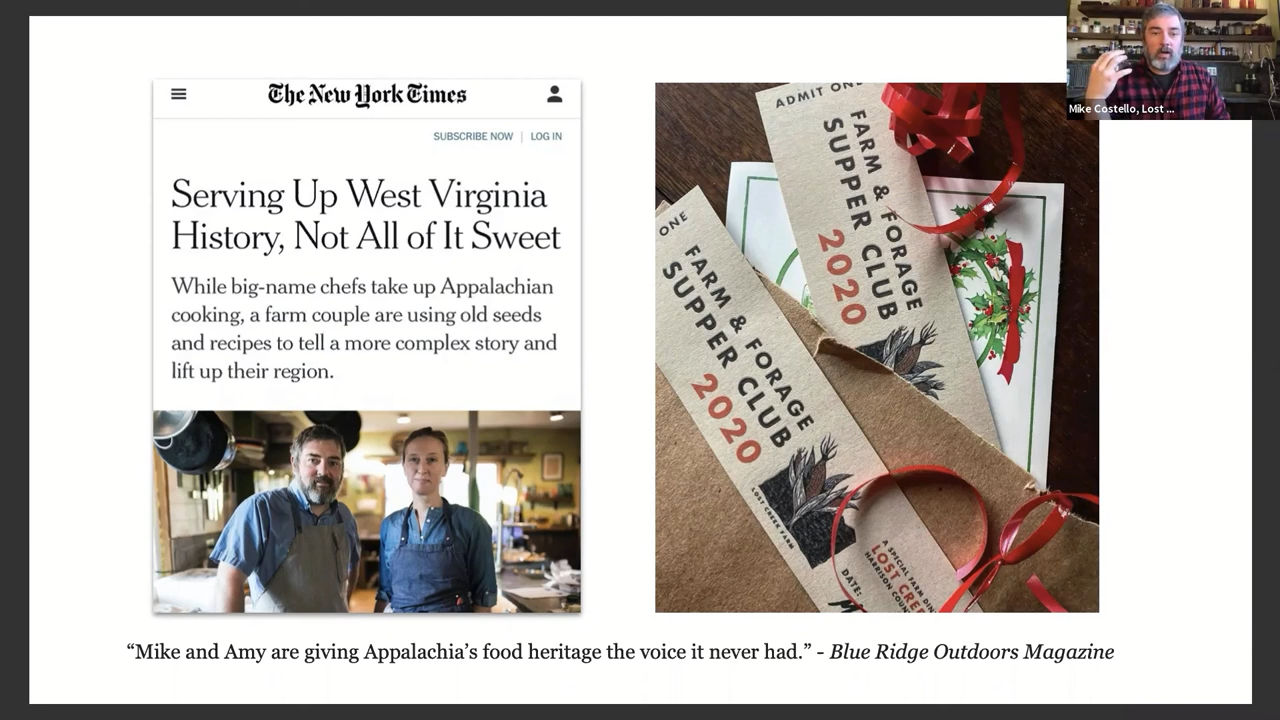 The New York Times
SUBSCRIBE NOW | LOG IN
Serving Up West Virginia
History, Not All of It Sweet
While big-name chefs take up Appalachian
cooking, a farm couple are using old seeds
and recipes to tell a more complex story and
lift up their region.
ADMIT ONE
FARM & FORAGE
SUPPER CLUB
2020
ONE
FARM & FORAGE
SUPPER CLUB
2020
LOST CREEK FARM
A SPECIAL FARM
LOST
HARRISON
DATE:
Mike Costello, Lost ...
“Mike and Amy are giving Appalachia’s food heritage the voice it never had.” - Blue Ridge Outdoors Magazine